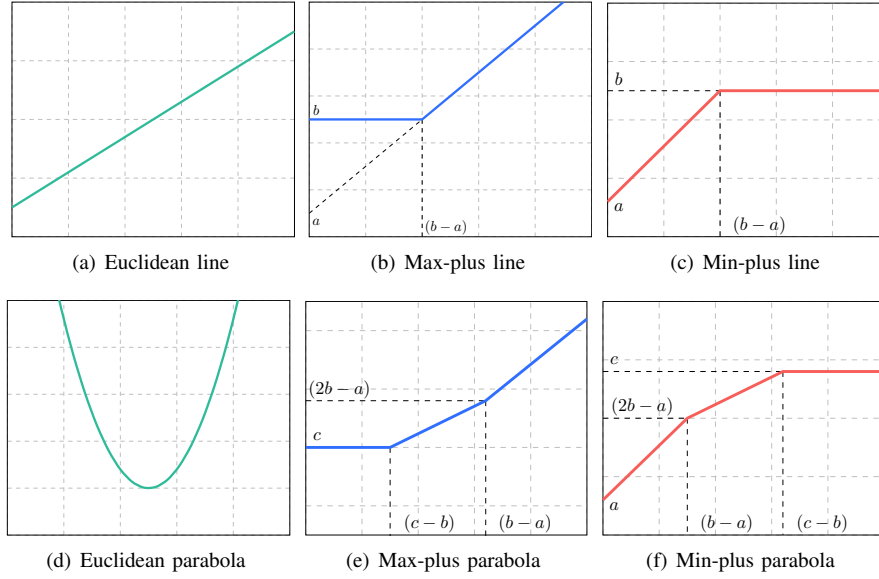 b
a
(b − a)
(a) Euclidean line
(b) Max-plus line
b
a
(b − a)
(c) Min-plus line
(d) Euclidean parabola
(2b − a)
c
(c − b)
(b − a)
(e) Max-plus parabola
c
(2b − a)
a
(b − a)
(c − b)
(f) Min-plus parabola